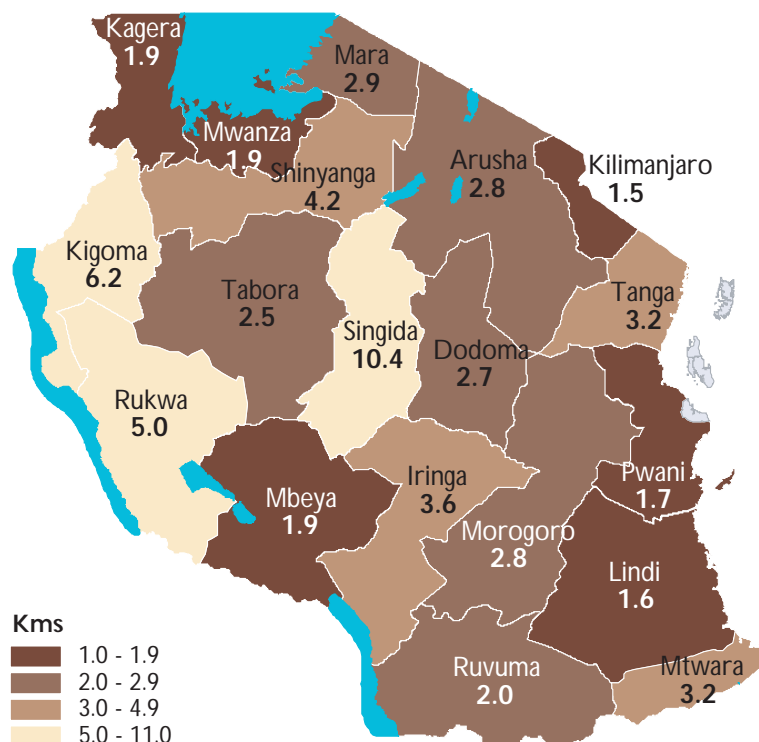 Kagera
1.9
Mara
2.9
Mwanza
1.9
Arusha
2.8
Kilimanjaro
1.5
Shinyanga
4.2
Kigoma
6.2
Tabora
2.5
Singida
10.4
Dodoma
2.7
Tanga
3.2
Rukwa
5.0
Mbeya
1.9
Iringa
3.6
Morogoro
2.8
Pwani
1.7
Lindi
1.6
Ruvuma
2.0
Mtwara
3.2
Kms
1.0 - 1.9
2.0 - 2.9
3.0 - 4.9
5.0 - 11.0